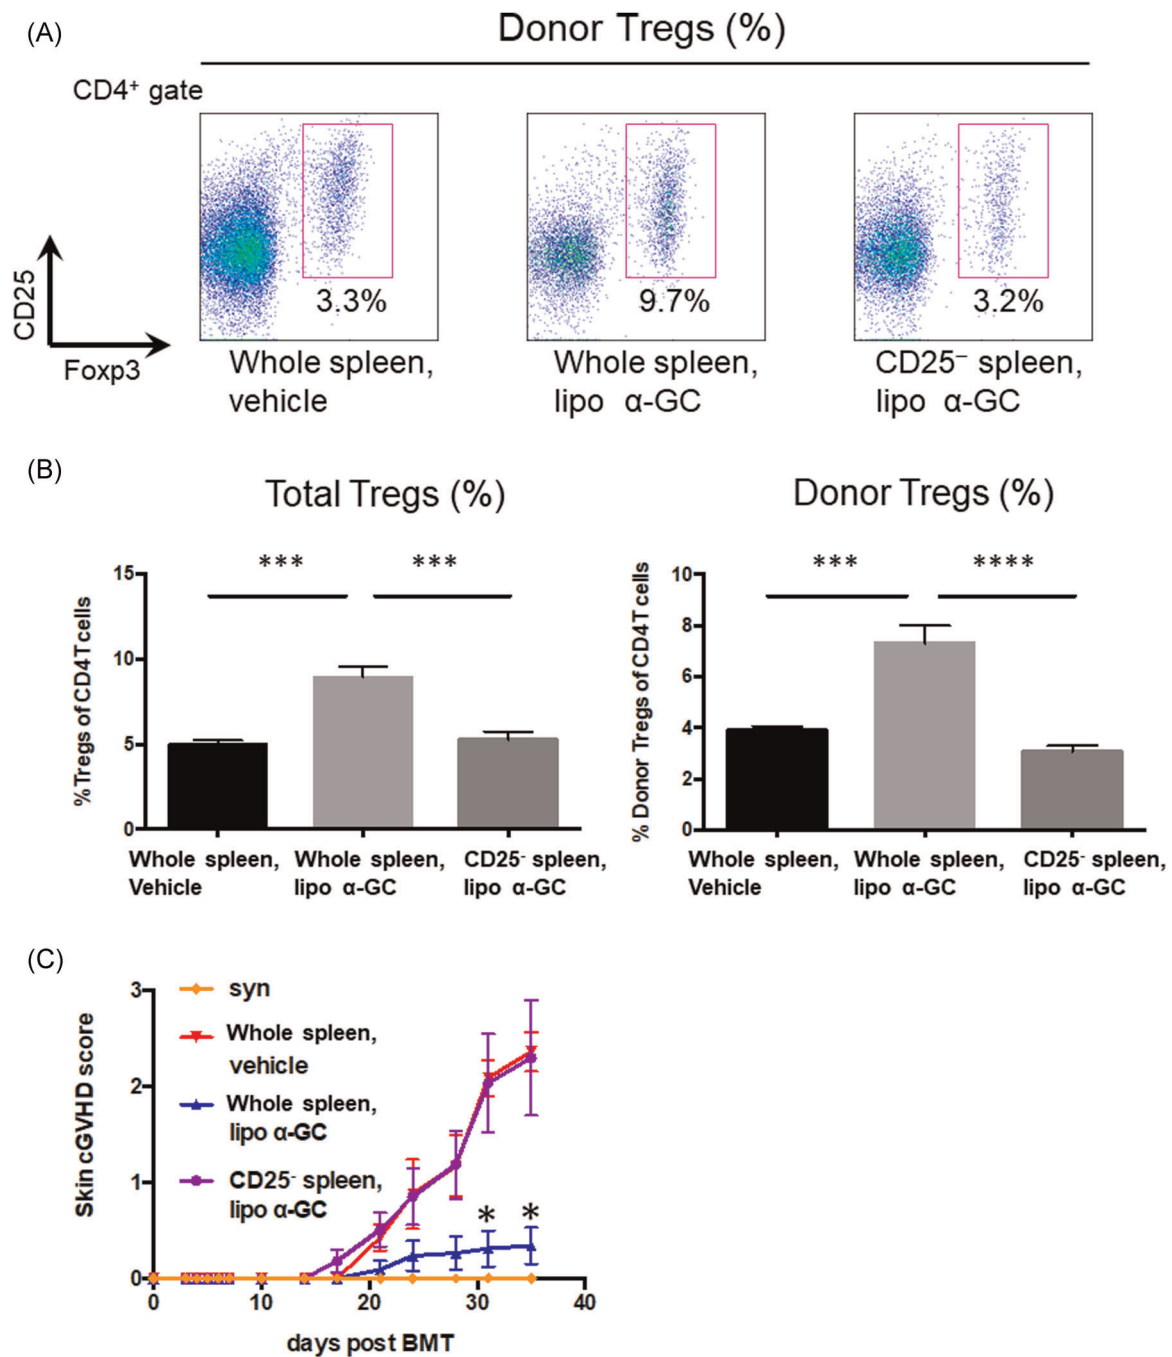 (A)
Donor Tregs (%)
CD4⁺ gate
CD25
Foxp3
3.3%
9.7%
3.2%
Whole spleen,
vehicle
Whole spleen,
lipo α-GC
CD25⁻ spleen,
lipo α-GC
(B)
Total Tregs (%)
***
***
15
10
5
0
% Tregs of CD4T cells
Whole spleen,
Vehicle
Whole spleen,
lipo α-GC
CD25⁻ spleen,
lipo α-GC
Donor Tregs (%)
***
****
10
8
6
4
2
0
% Donor Tregs of CD4T cells
Whole spleen,
Vehicle
Whole spleen,
lipo α-GC
CD25⁻ spleen,
lipo α-GC
(C)
3
2
1
0
Skin cGVHD score
syn
Whole spleen,
vehicle
Whole spleen,
lipo α-GC
CD25⁻ spleen,
lipo α-GC
*
*
0
10
20
30
40
days post BMT